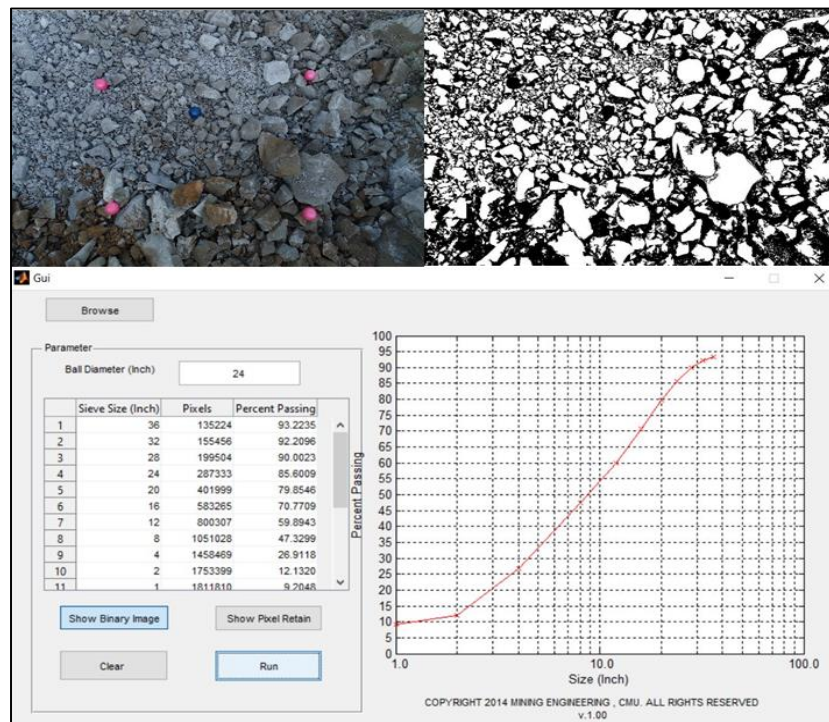 Gui
Browse
Parameter
Ball Diameter (Inch)
24
Sieve Size (Inch) Pixels Percent Passing
1 36 135224 93.2235
2 32 155456 92.2096
3 28 199504 90.0023
4 24 287333 85.6009
5 20 401999 79.8546
6 16 583265 70.7709
7 12 800307 59.8943
8 8 1051028 47.3299
9 4 1458469 26.9118
10 2 1753399 12.1320
11 1 1811810 9.2048
Show Binary Image
Show Pixel Retain
Clear
Run
Percent Passing
100
95
90
85
80
75
70
65
60
55
50
45
40
35
30
25
20
15
10
5
0
1.0 10.0 100.0
Size (Inch)
COPYRIGHT 2014 MINING ENGINEERING , CMU. ALL RIGHTS RESERVED
v.1.00